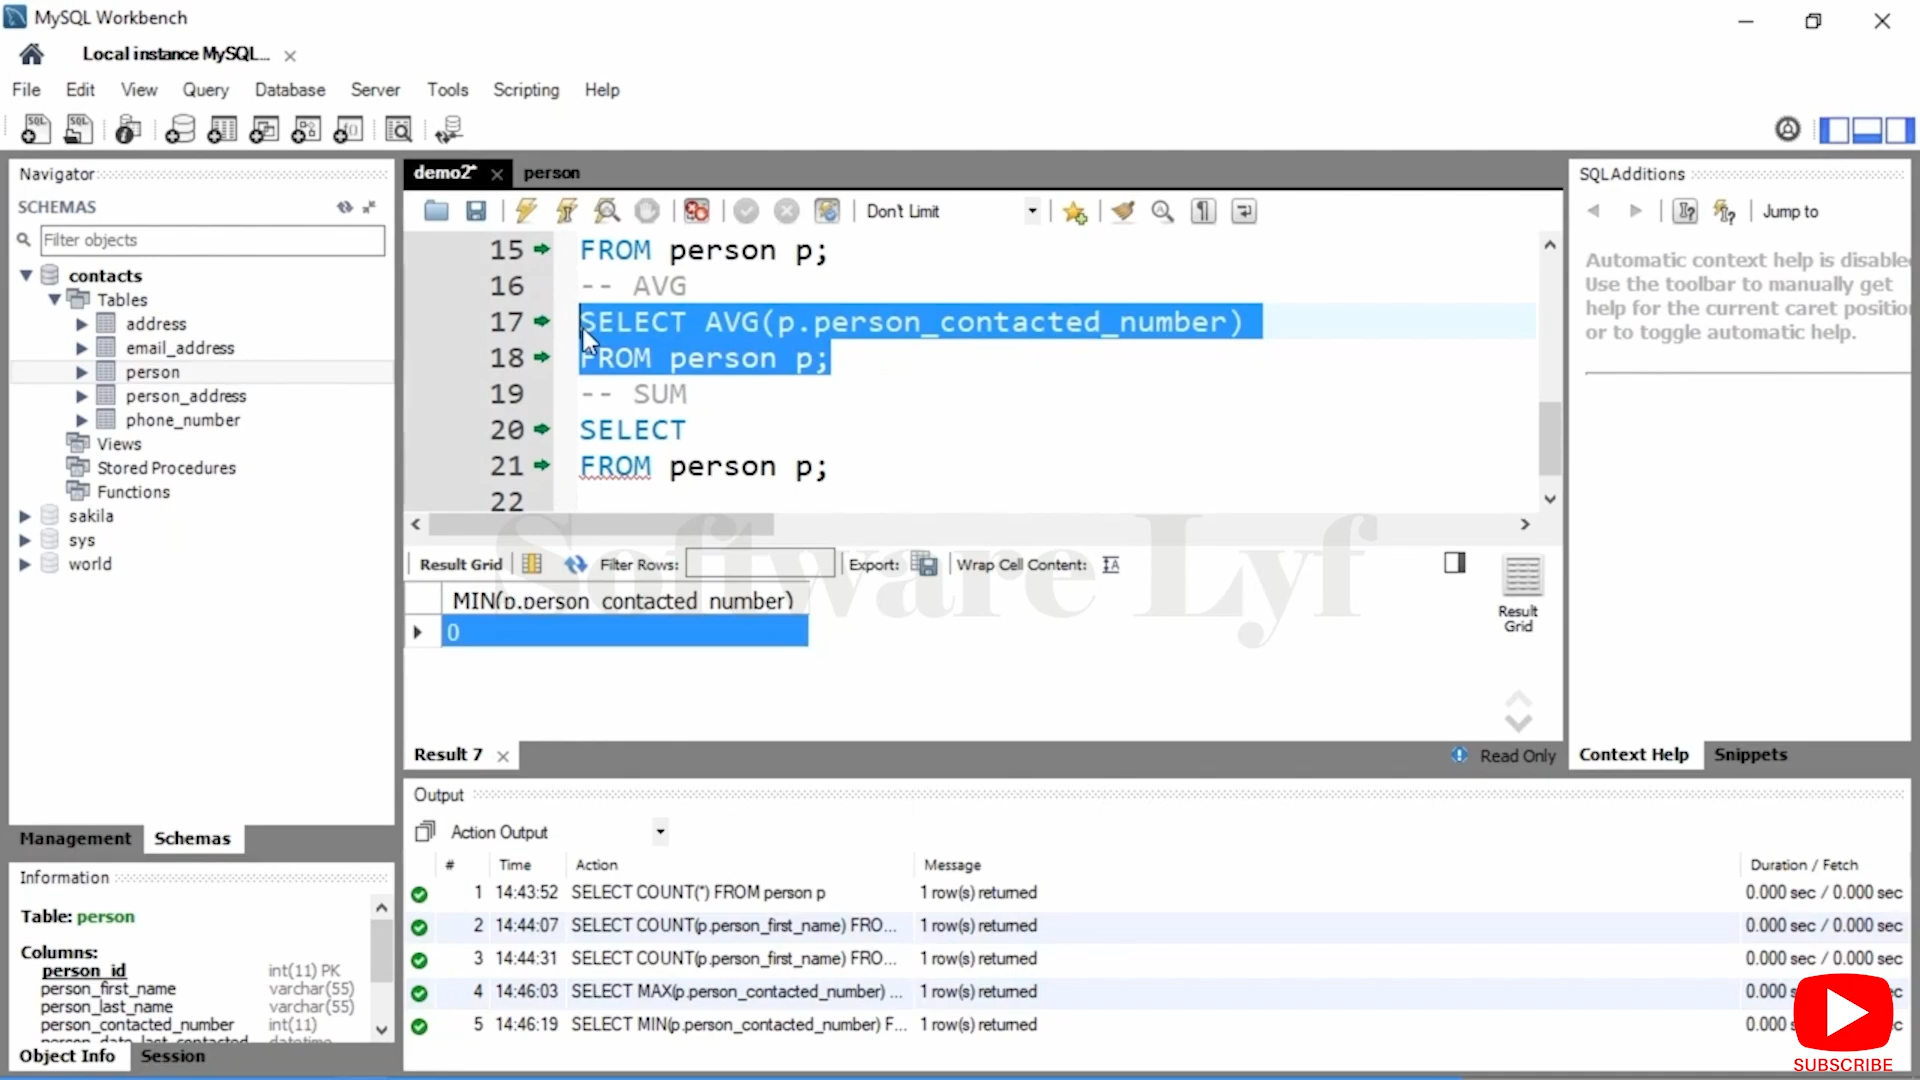 MySQL Workbench
Local instance MySQL...
File Edit View Query Database Server Tools Scripting Help
Navigator
SCHEMAS
Filter objects
contacts
Tables
address
email_address
person
person_address
phone_number
Views
Stored Procedures
Functions
sakila
sys
world
Management Schemas
Information
Table: person
Columns:
person_id int(11) PK
person_first_name varchar(55)
person_last_name varchar(55)
person_contacted_number int(11)
person_date_last_contacted datetime
Object Info Session
demo2* person
Don't Limit
15 FROM person p;
16 -- AVG
17 SELECT AVG(p.person_contacted_number)
18 FROM person p;
19 -- SUM
20 SELECT
21 FROM person p;
22
Software Lyf
Result Grid Filter Rows: Export: Wrap Cell Content:
MIN(p.person_contacted_number)
0
Result
Grid
Result 7 Read Only
Output
Action Output
# Time Action Message Duration / Fetch
1 14:43:52 SELECT COUNT(*) FROM person p 1 row(s) returned 0.000 sec / 0.000 sec
2 14:44:07 SELECT COUNT(p.person_first_name) FRO... 1 row(s) returned 0.000 sec / 0.000 sec
3 14:44:31 SELECT COUNT(p.person_first_name) FRO... 1 row(s) returned 0.000 sec / 0.000 sec
4 14:46:03 SELECT MAX(p.person_contacted_number) ... 1 row(s) returned 0.000 s
5 14:46:19 SELECT MIN(p.person_contacted_number) F... 1 row(s) returned 0.00
SQLAdditions
Jump to
Automatic context help is disable
Use the toolbar to manually get
help for the current caret positio
or to toggle automatic help.
Context Help Snippets
SUBSCRIBE